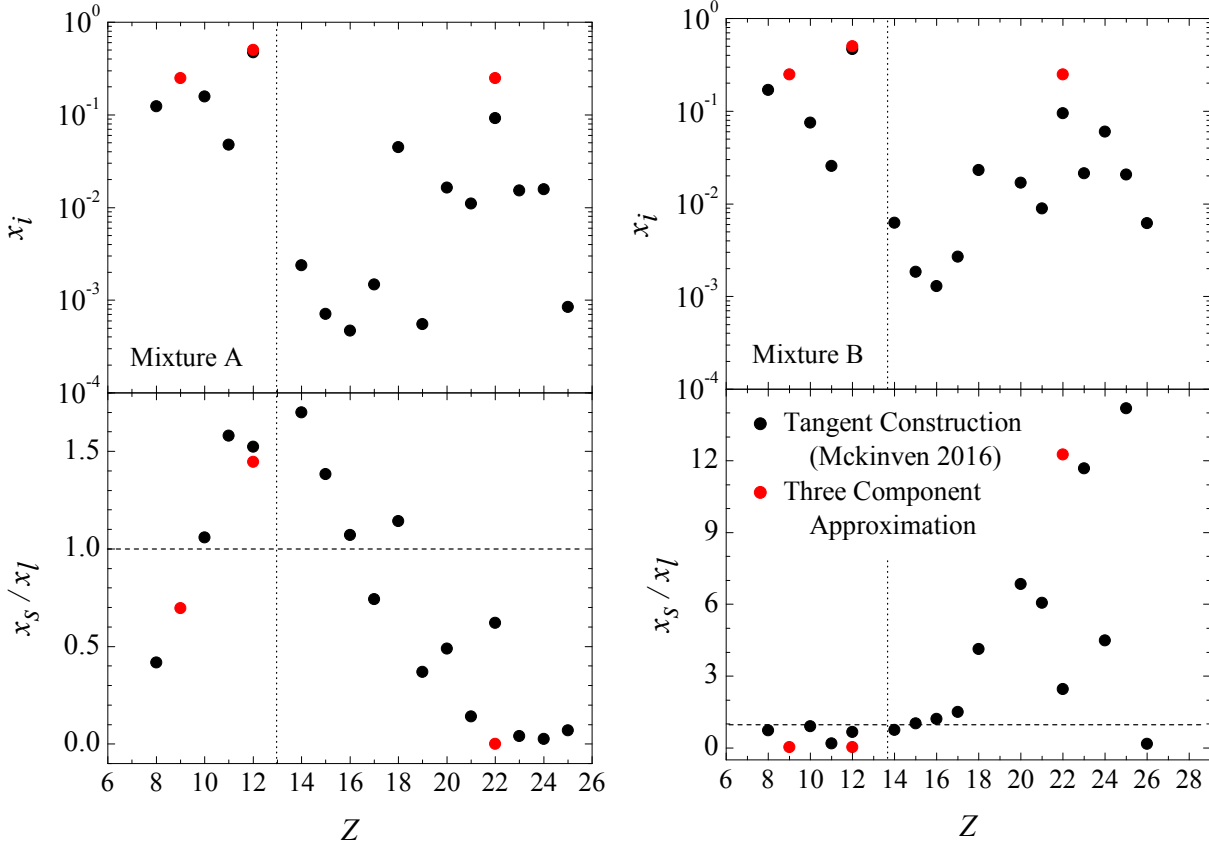 10^0
10^-1
10^-2
10^-3
10^-4
x_i
Mixture A
10^0
10^-1
10^-2
10^-3
10^-4
x_i
Mixture B
1.5
1.0
0.5
0.0
x_s / x_l
6 8 10 12 14 16 18 20 22 24 26
Z
12
9
6
3
0
x_s / x_l
Tangent Construction
(Mckinven 2016)
Three Component
Approximation
6 8 10 12 14 16 18 20 22 24 26 28
Z